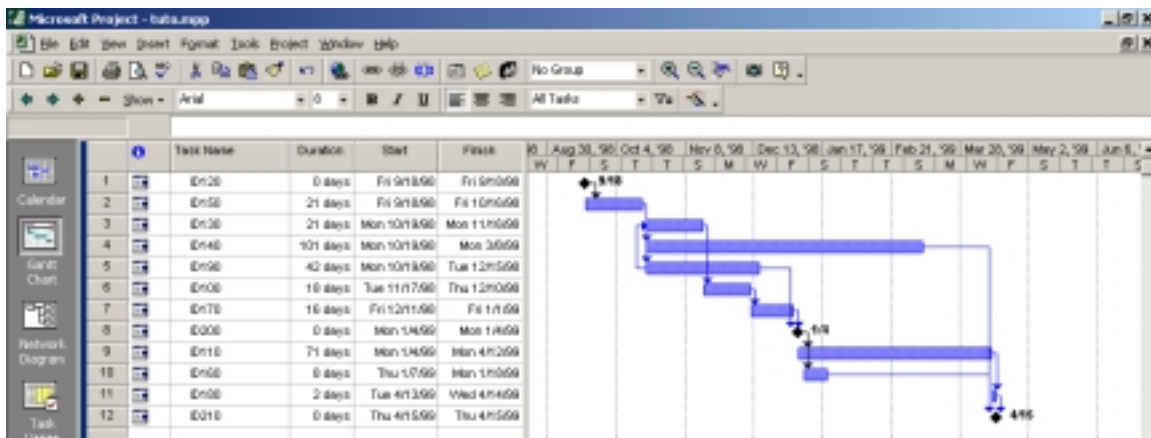 Microsoft Project - tuto.mpp
File Edit View Insert Format Tools Project Window Help
No Group
Show Arial All Tasks
Task Name Duration Start Finish
Aug 30, '98 Oct 4, '98 Nov 8, '98 Dec 13, '98 Jan 17, '99 Feb 21, '99 Mar 28, '99 May 2, '99
W F S T T S M W F S T T S M W F S T T S
1 0 days Fri 9/18/98 Fri 9/18/98
2 21 days Fri 9/18/98 Fri 10/16/98
3 21 days Mon 10/19/98 Mon 11/16/98
4 101 days Mon 10/19/98 Mon 3/8/99
5 42 days Mon 10/19/98 Tue 12/15/98
6 18 days Tue 11/17/98 Thu 12/10/98
7 16 days Fri 12/11/98 Fri 1/1/99
8 0 days Mon 1/4/99 Mon 1/4/99
9 71 days Mon 1/4/99 Mon 4/12/99
10 8 days Thu 1/7/99 Mon 1/18/99
11 2 days Tue 4/13/99 Wed 4/14/99
12 0 days Thu 4/15/99 Thu 4/15/99
9/18
1/4
4/15
Calendar
Gantt
Chart
Network
Diagram
Task
Usage